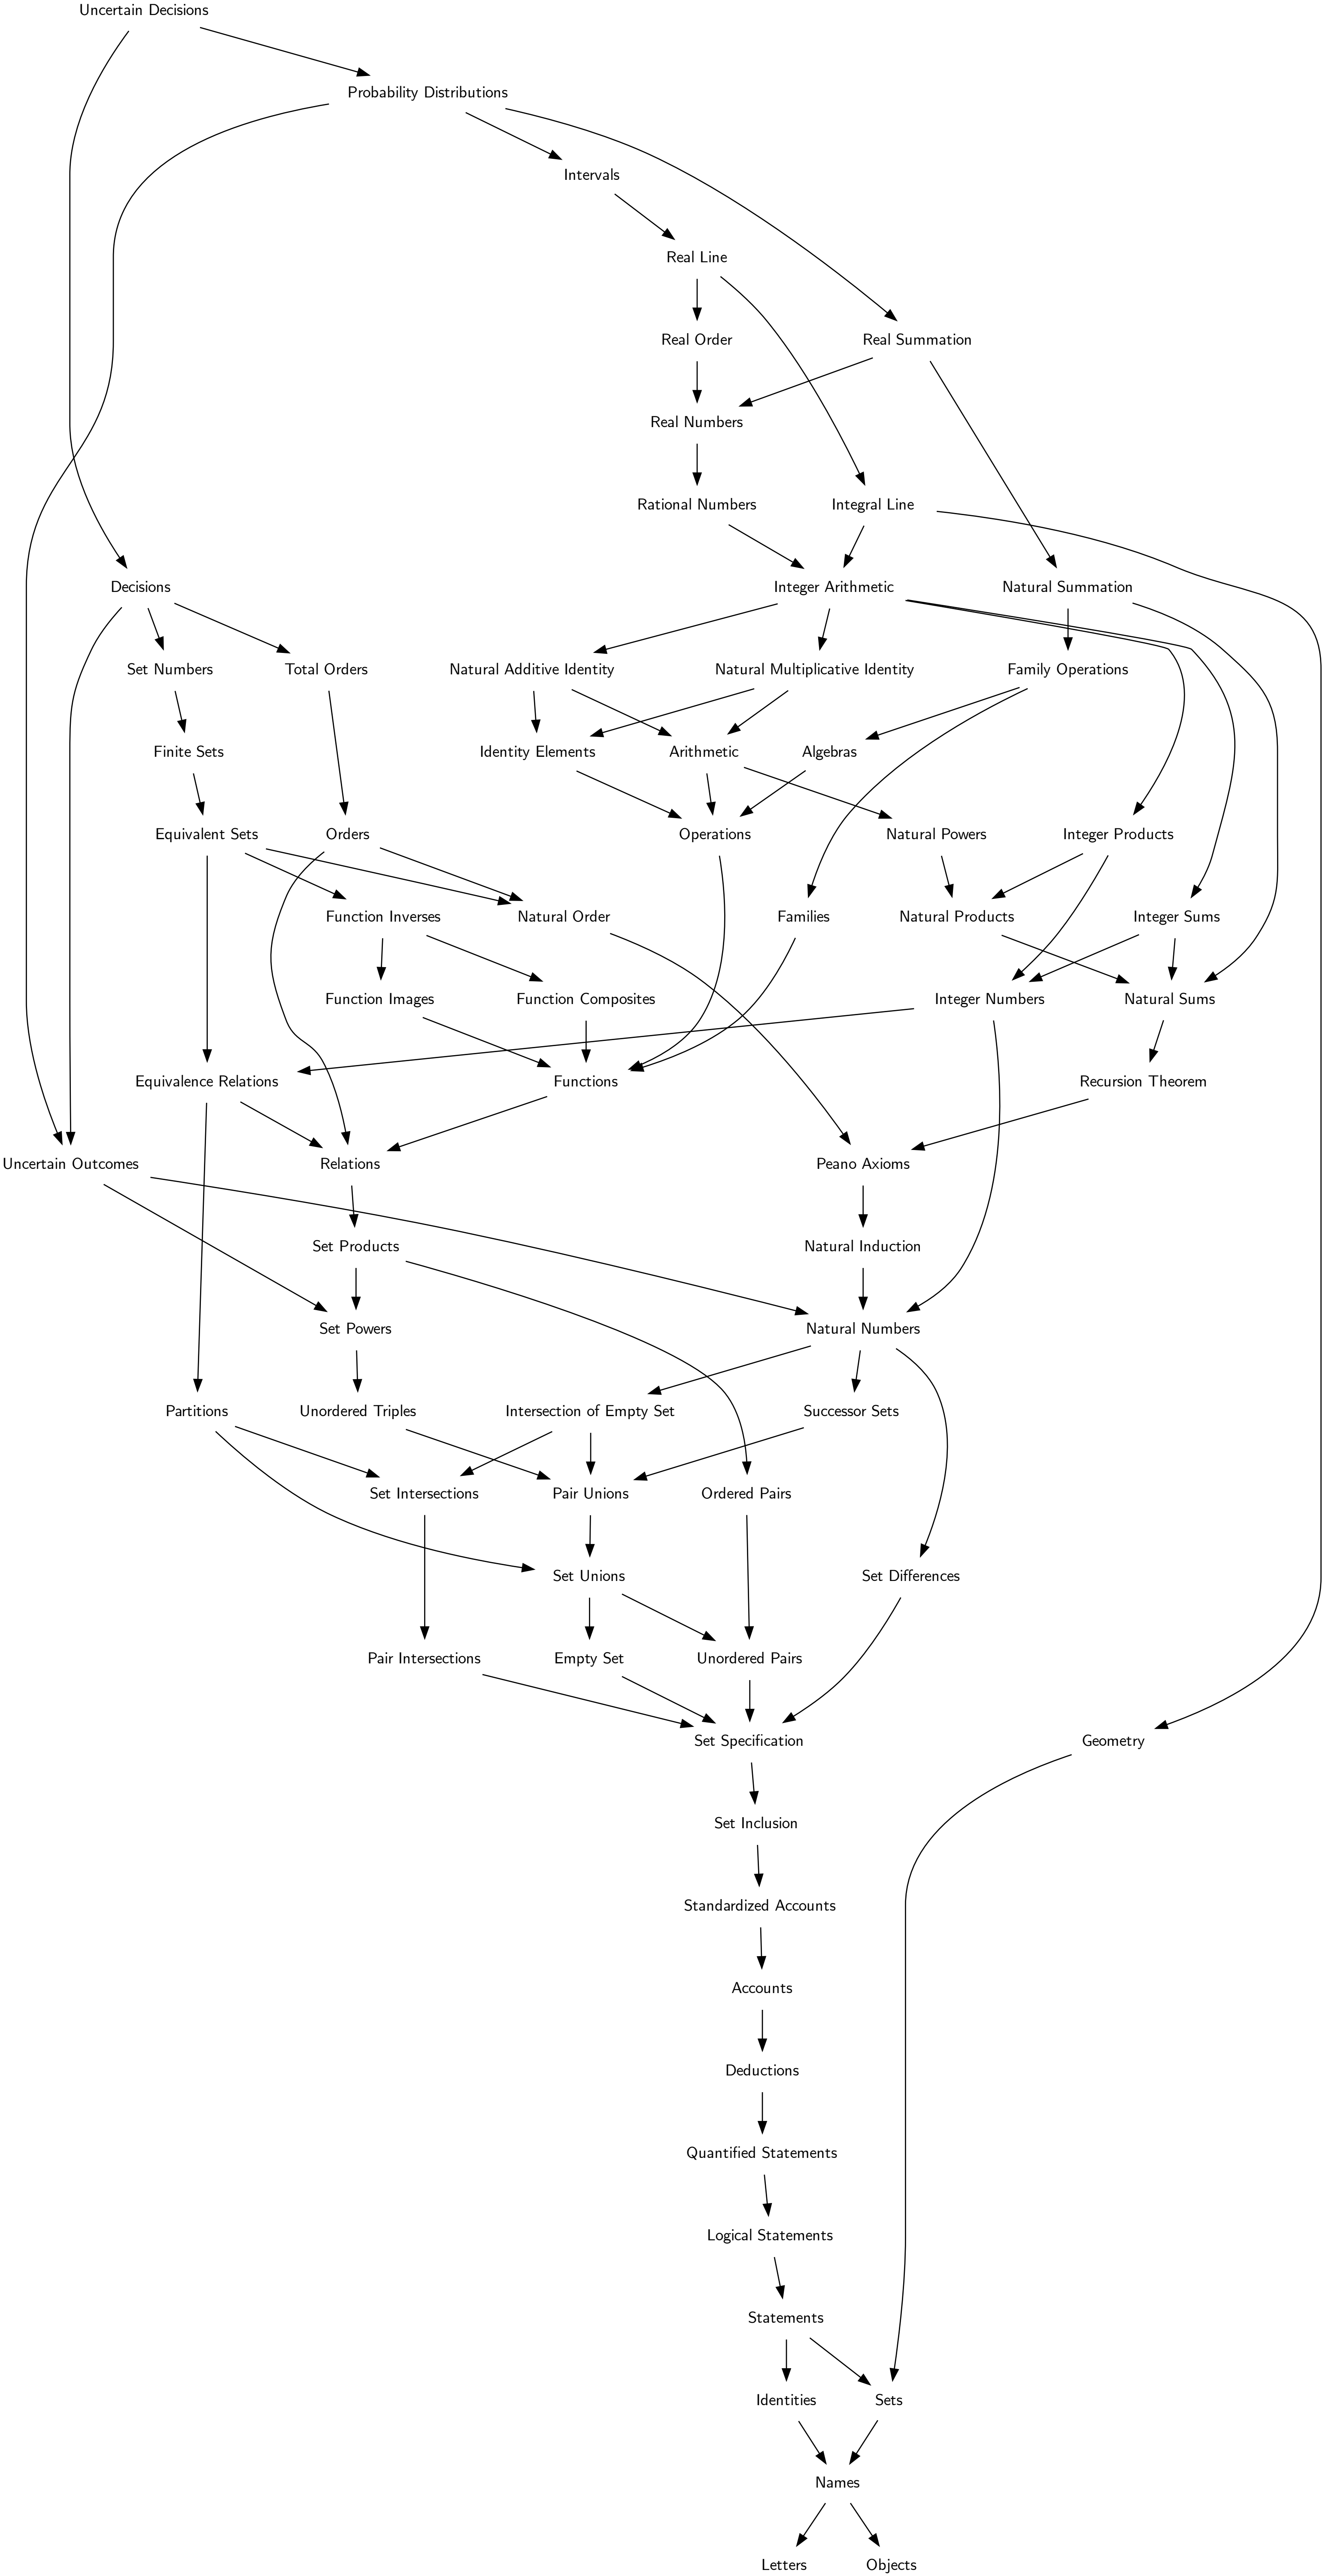 Uncertain Decisions
Probability Distributions
Intervals
Real Line
Real Order
Real Summation
Real Numbers
Rational Numbers
Integral Line
Decisions
Integer Arithmetic
Natural Summation
Set Numbers
Total Orders
Natural Additive Identity
Natural Multiplicative Identity
Family Operations
Finite Sets
Identity Elements
Arithmetic
Algebras
Equivalent Sets
Orders
Operations
Natural Powers
Integer Products
Function Inverses
Natural Order
Families
Natural Products
Integer Sums
Function Images
Function Composites
Integer Numbers
Natural Sums
Equivalence Relations
Functions
Recursion Theorem
Uncertain Outcomes
Relations
Peano Axioms
Set Products
Natural Induction
Set Powers
Natural Numbers
Partitions
Unordered Triples
Intersection of Empty Set
Successor Sets
Set Intersections
Pair Unions
Ordered Pairs
Set Unions
Set Differences
Pair Intersections
Empty Set
Unordered Pairs
Set Specification
Geometry
Set Inclusion
Standardized Accounts
Accounts
Deductions
Quantified Statements
Logical Statements
Statements
Identities
Sets
Names
Letters
Objects